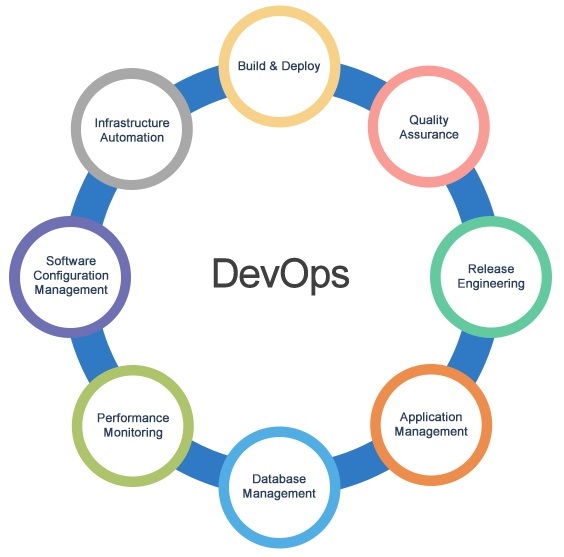 Build & Deploy
Quality
Assurance
Release
Engineering
Application
Management
Database
Management
Performance
Monitoring
Software
Configuration
Management
Infrastructure
Automation
DevOps